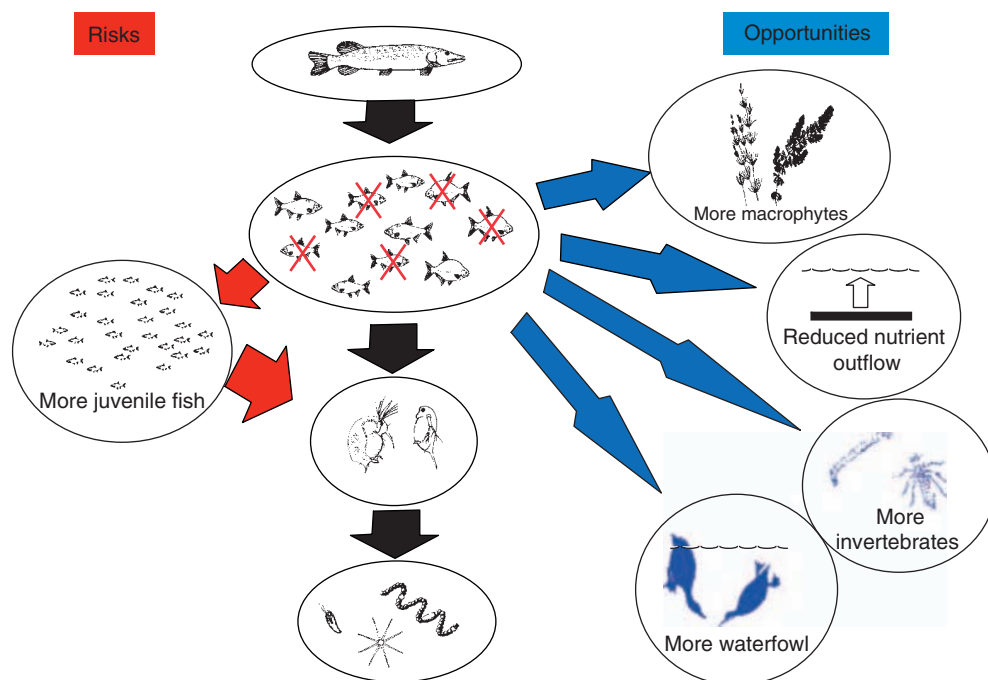 Risks
Opportunities
More macrophytes
Reduced nutrient
outflow
More juvenile fish
More
invertebrates
More waterfowl